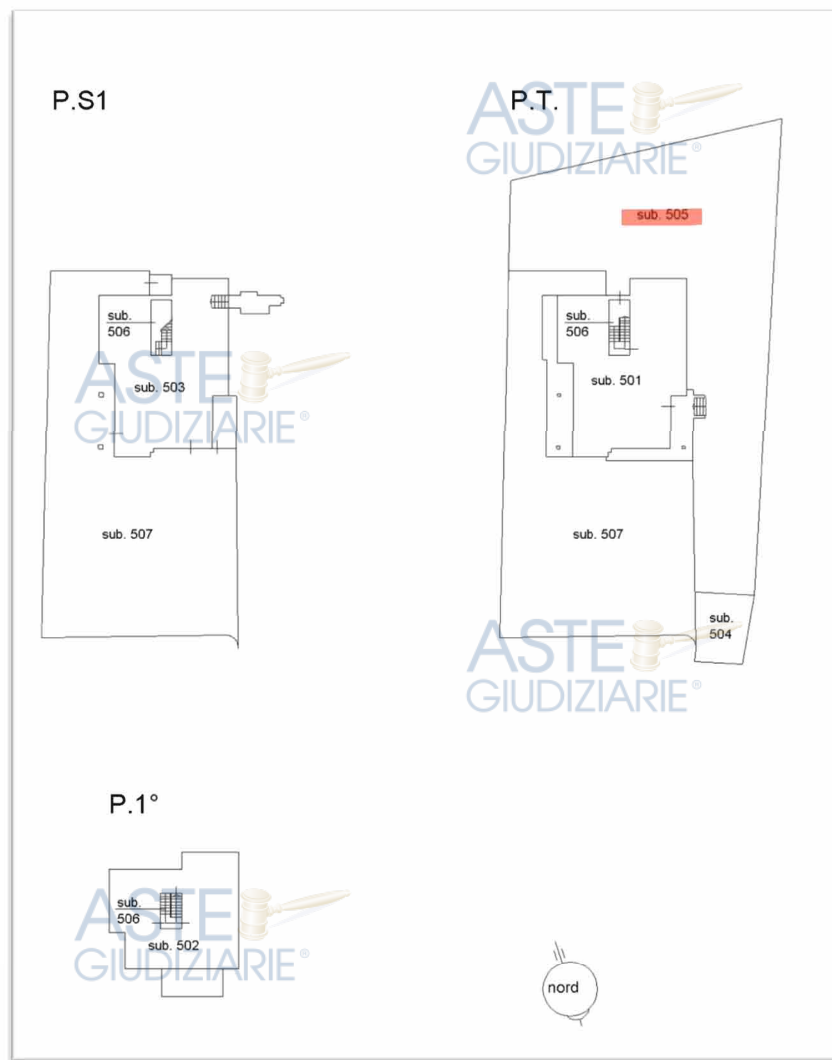 P.S1
P.T.
ASTE
GIUDIZIARIE®
sub. 505
sub.
506
sub. 503
sub.
506
sub. 501
ASTE
GIUDIZIARIE®
sub. 507
sub. 507
sub.
504
ASTE
GIUDIZIARIE®
P.1°
sub.
506
sub. 502
ASTE
GIUDIZIARIE®
nord